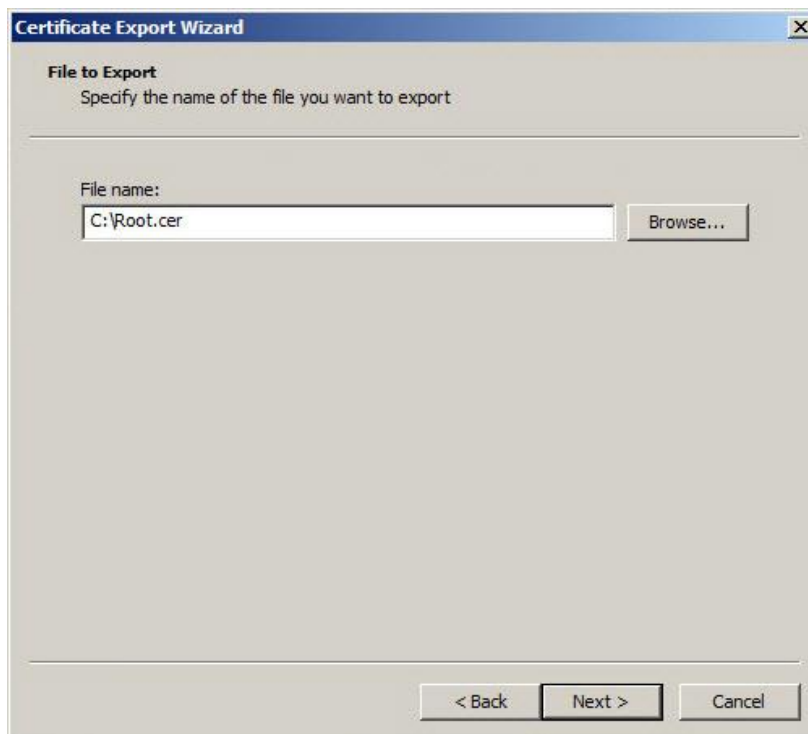 Certificate Export Wizard
File to Export
Specify the name of the file you want to export
File name:
C:\Root.cer
Browse...
< Back
Next >
Cancel